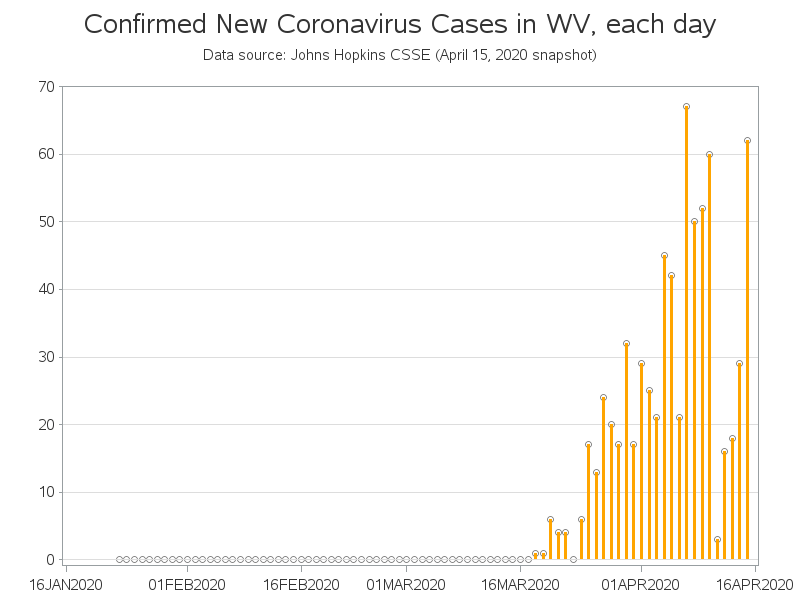 Confirmed New Coronavirus Cases in WV, each day
Data source: Johns Hopkins CSSE (April 15, 2020 snapshot)
70
60
50
40
30
20
10
0
16JAN2020 01FEB2020 16FEB2020 01MAR2020 16MAR2020 01APR2020 16APR2020